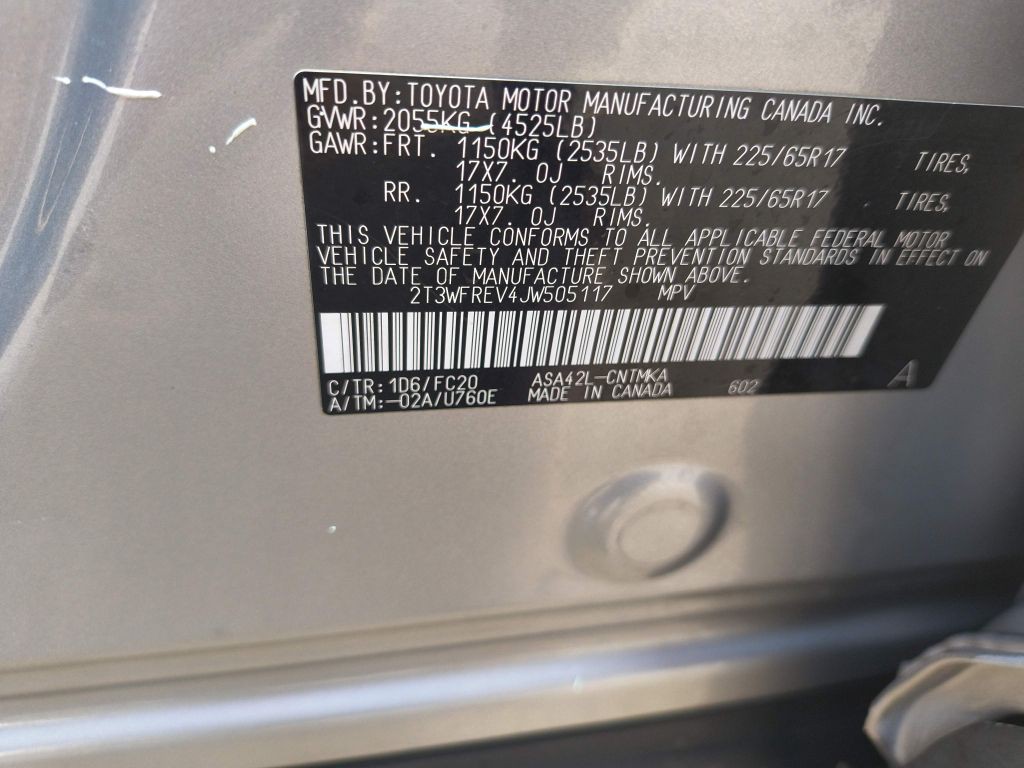 MFD.BY:TOYOTA MOTOR MANUFACTURING CANADA INC.
GVWR:2055KG (4525LB)
GAWR:FRT. 1150KG (2535LB) WITH 225/65R17 TIRES,
17X7. 0J RIMS.
RR. 1150KG (2535LB) WITH 225/65R17 TIRES,
17X7. 0J RIMS.
THIS VEHICLE CONFORMS TO ALL APPLICABLE FEDERAL MOTOR
VEHICLE SAFETY AND THEFT PREVENTION STANDARDS IN EFFECT ON
THE DATE OF MANUFACTURE SHOWN ABOVE.
2T3WFREV4JW505117 MPV
C/TR:1D6/FC20 ASA42L-CNTMKA
A/TM:-02A/U760E MADE IN CANADA 602 A